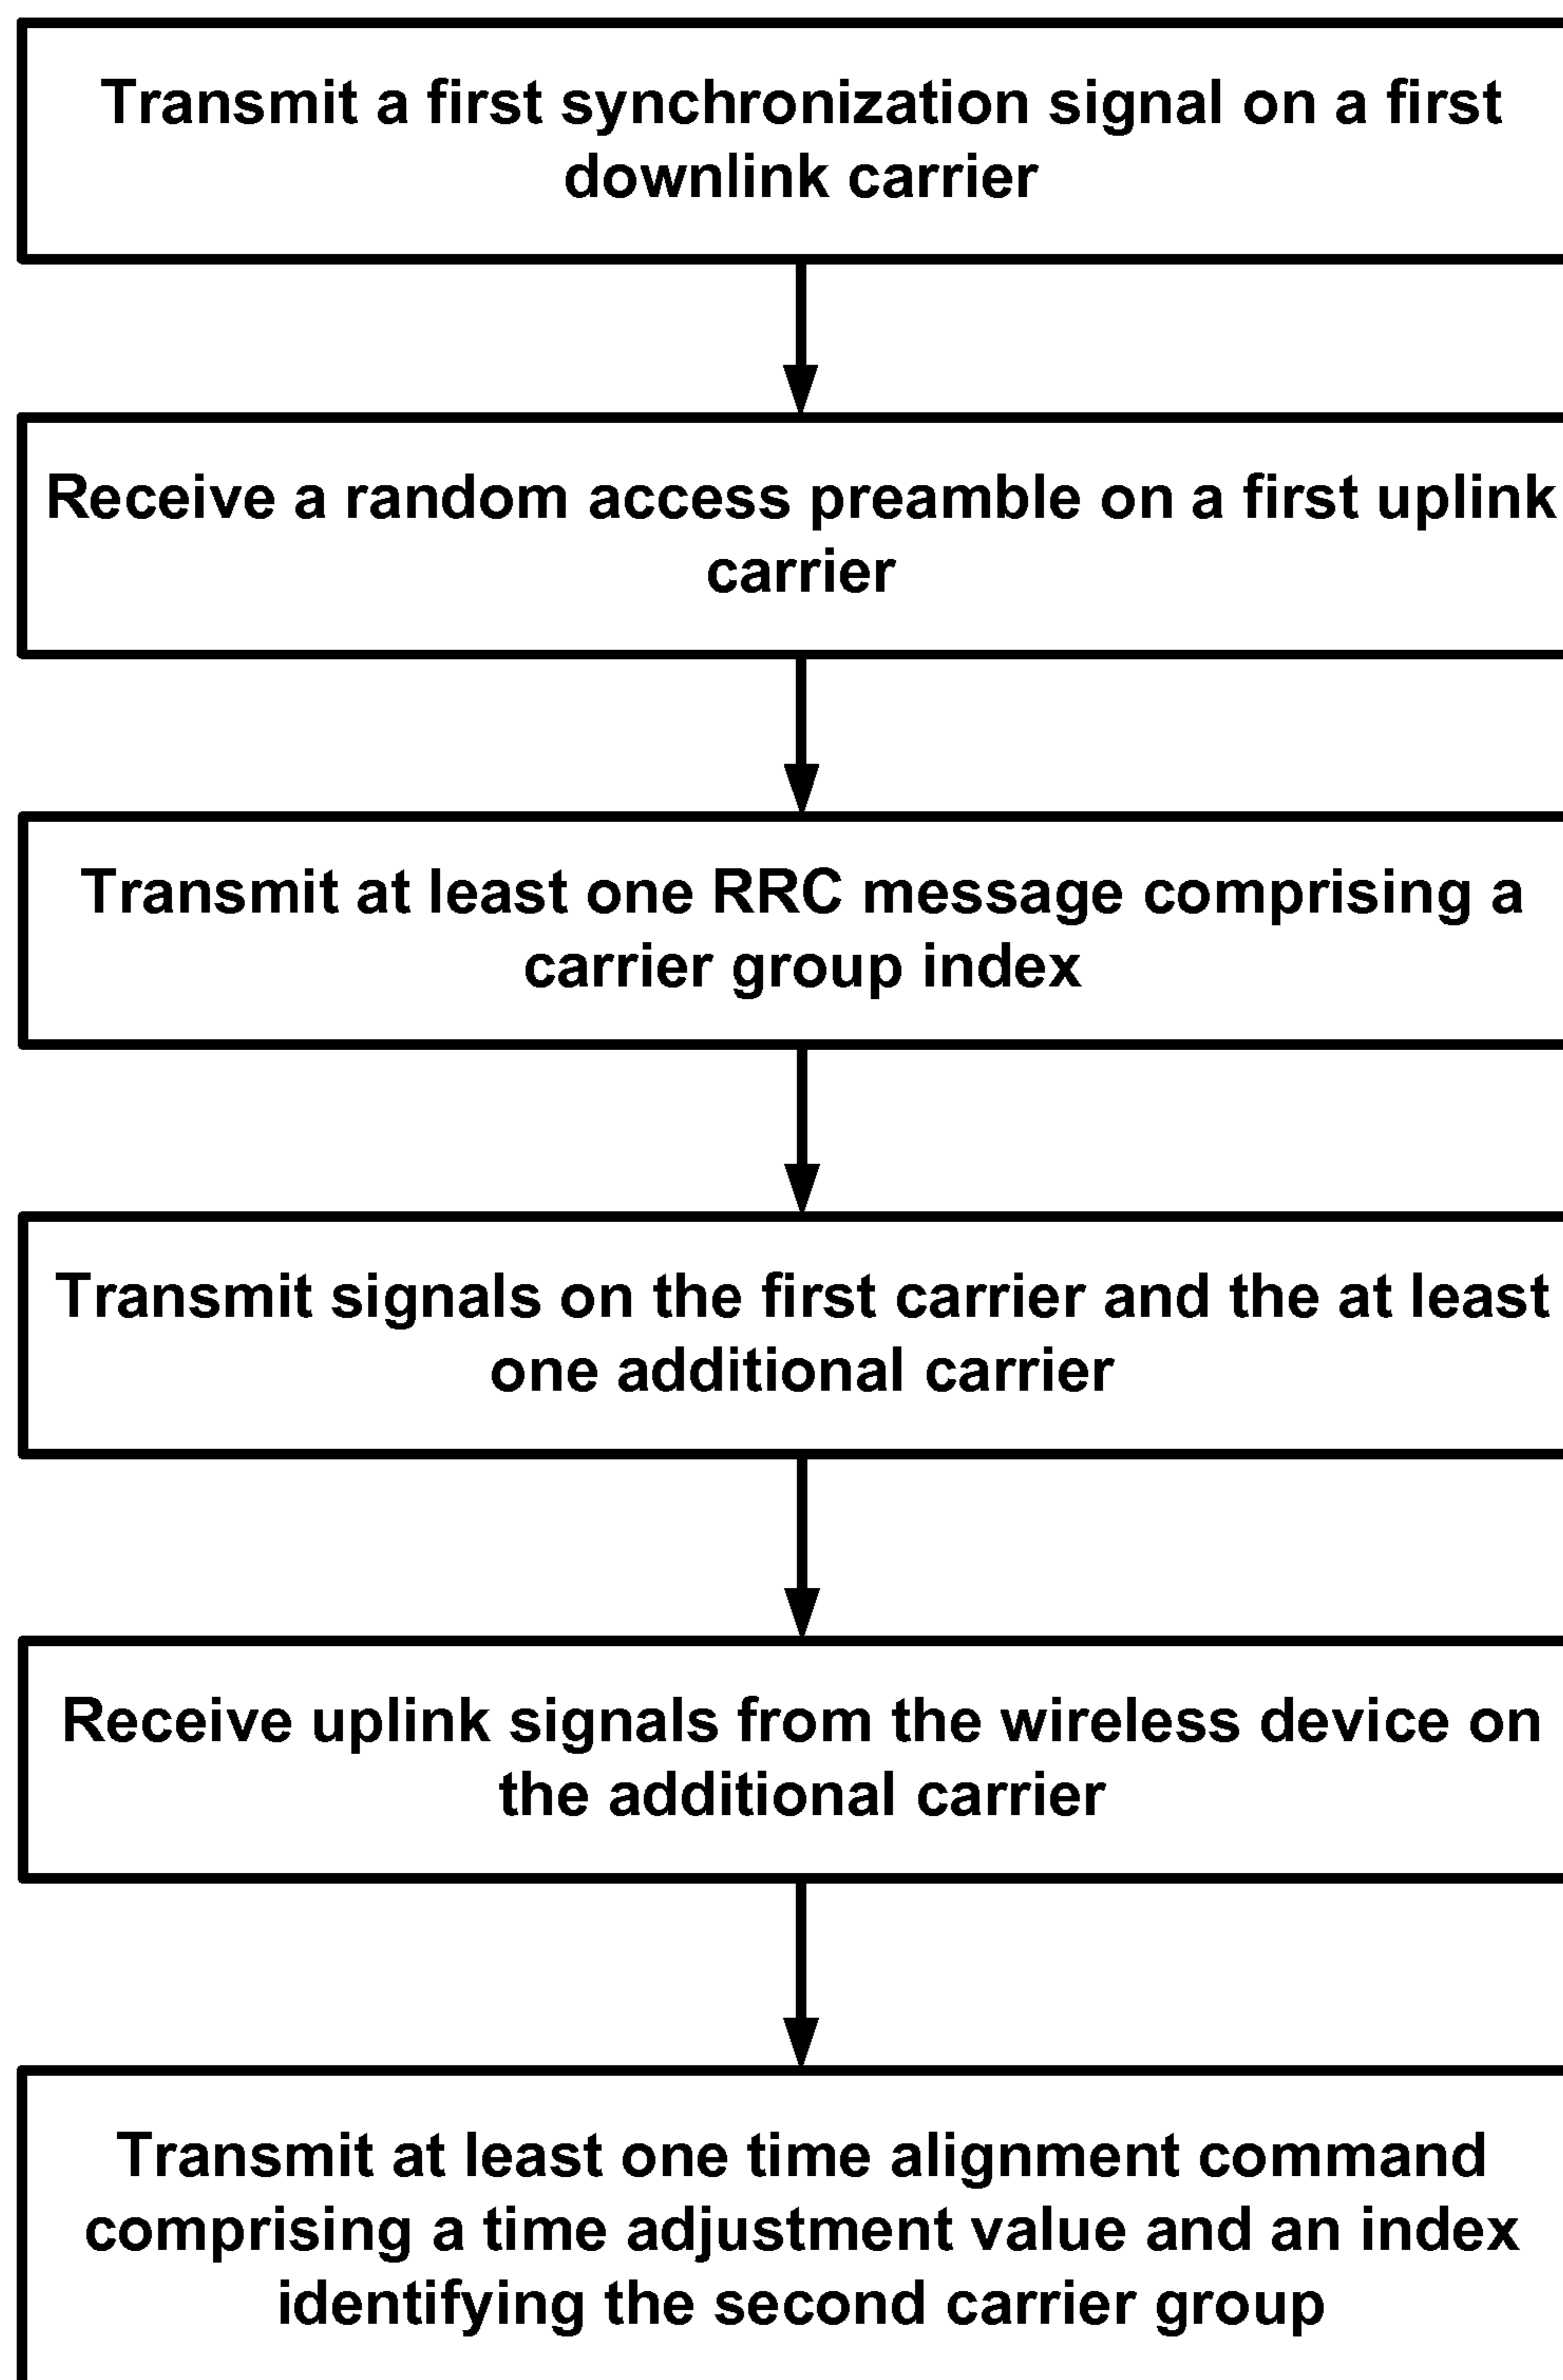 Transmit a first synchronization signal on a first
downlink carrier
Receive a random access preamble on a first uplink
carrier
Transmit at least one RRC message comprising a
carrier group index
Transmit signals on the first carrier and the at least
one additional carrier
Receive uplink signals from the wireless device on
the additional carrier
Transmit at least one time alignment command
comprising a time adjustment value and an index
identifying the second carrier group